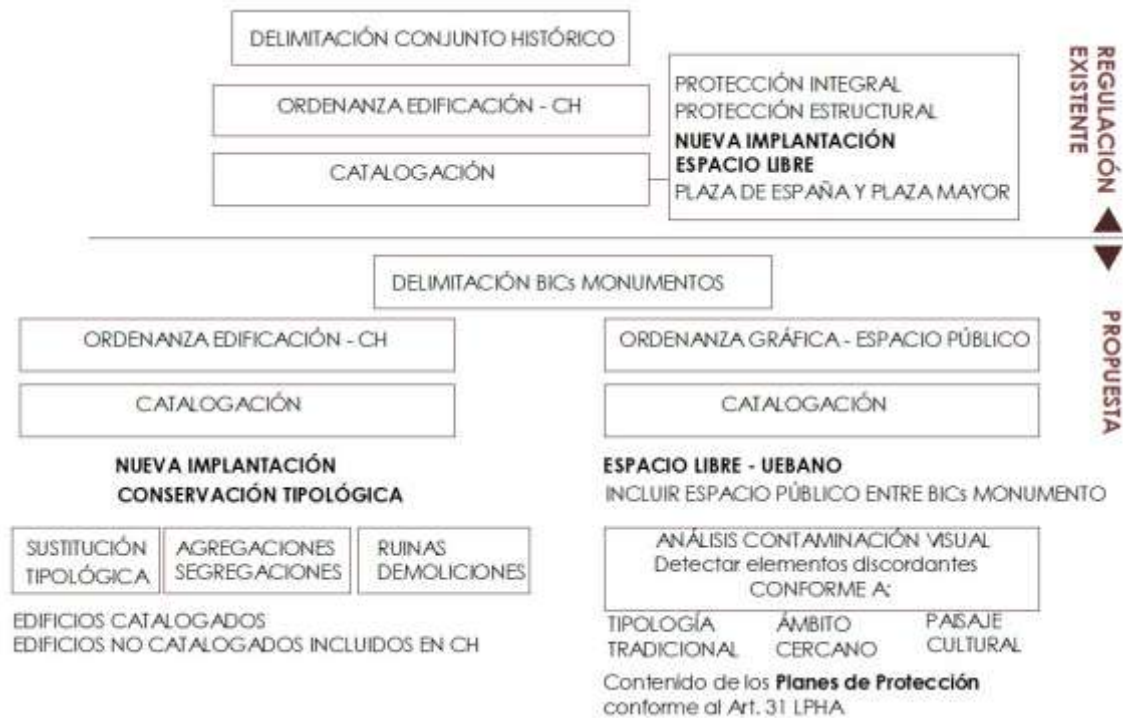 DELIMITACIÓN CONJUNTO HISTÓRICO
ORDENANZA EDIFICACIÓN - CH
CATALOGACIÓN
PROTECCIÓN INTEGRAL
PROTECCIÓN ESTRUCTURAL
NUEVA IMPLANTACIÓN
ESPACIO LIBRE
PLAZA DE ESPAÑA Y PLAZA MAYOR
REGULACIÓN
EXISTENTE
DELIMITACIÓN BICs MONUMENTOS
PROPUESTA
ORDENANZA EDIFICACIÓN - CH
CATALOGACIÓN
NUEVA IMPLANTACIÓN
CONSERVACIÓN TIPOLÓGICA
SUSTITUCIÓN
TIPOLÓGICA
AGREGACIONES
SEGREGACIONES
RUINAS
DEMOLICIONES
EDIFICIOS CATALOGADOS
EDIFICIOS NO CATALOGADOS INCLUIDOS EN CH
ORDENANZA GRÁFICA - ESPACIO PÚBLICO
CATALOGACIÓN
ESPACIO LIBRE - UEBANO
INCLUIR ESPACIO PÚBLICO ENTRE BICs MONUMENTO
ANÁLISIS CONTAMINACIÓN VISUAL
Detectar elementos discordantes
CONFORME A:
TIPOLOGÍA
TRADICIONAL
ÁMBITO
CERCANO
PAISAJE
CULTURAL
Contenido de los Planes de Protección
conforme al Art. 31 LPHA